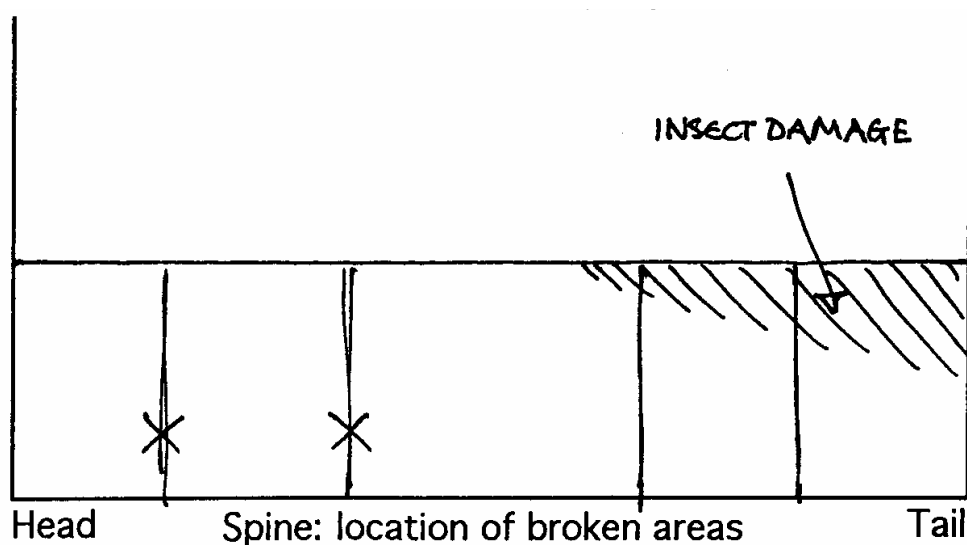 INSECT DAMAGE
Head Spine: location of broken areas Tail